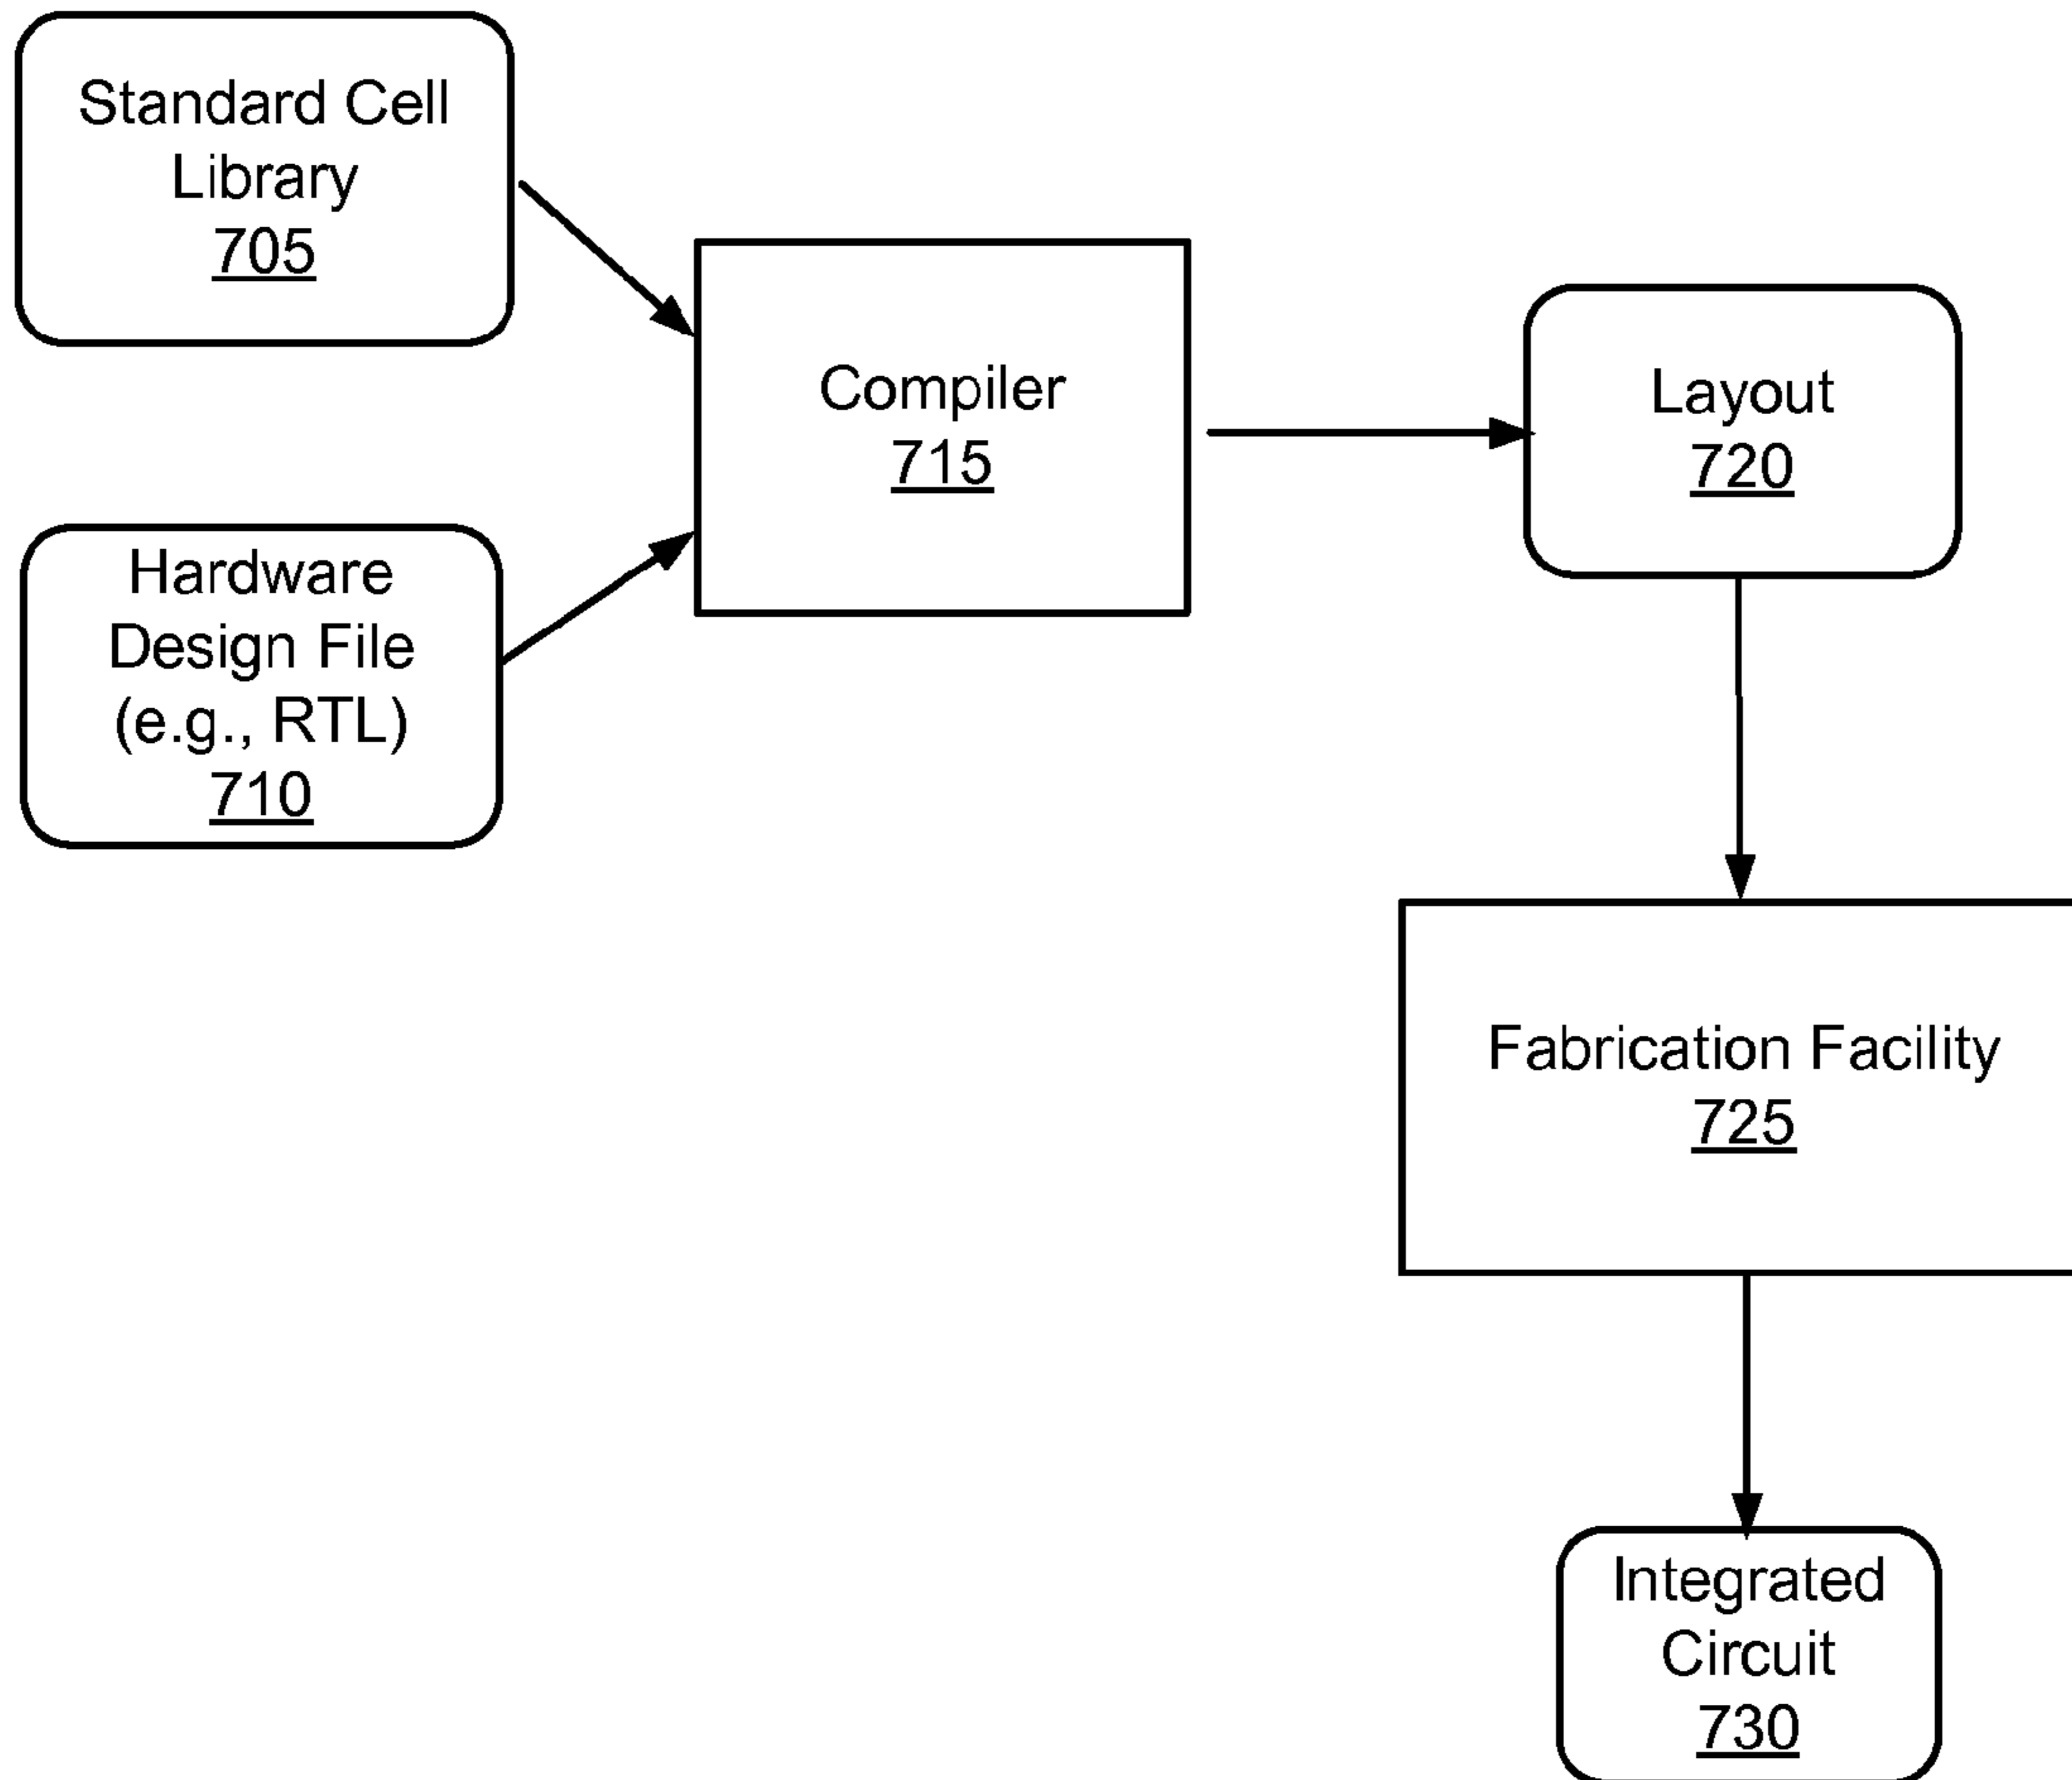 Standard Cell
Library
705
Hardware
Design File
(e.g., RTL)
710
Compiler
715
Layout
720
Fabrication Facility
725
Integrated
Circuit
730